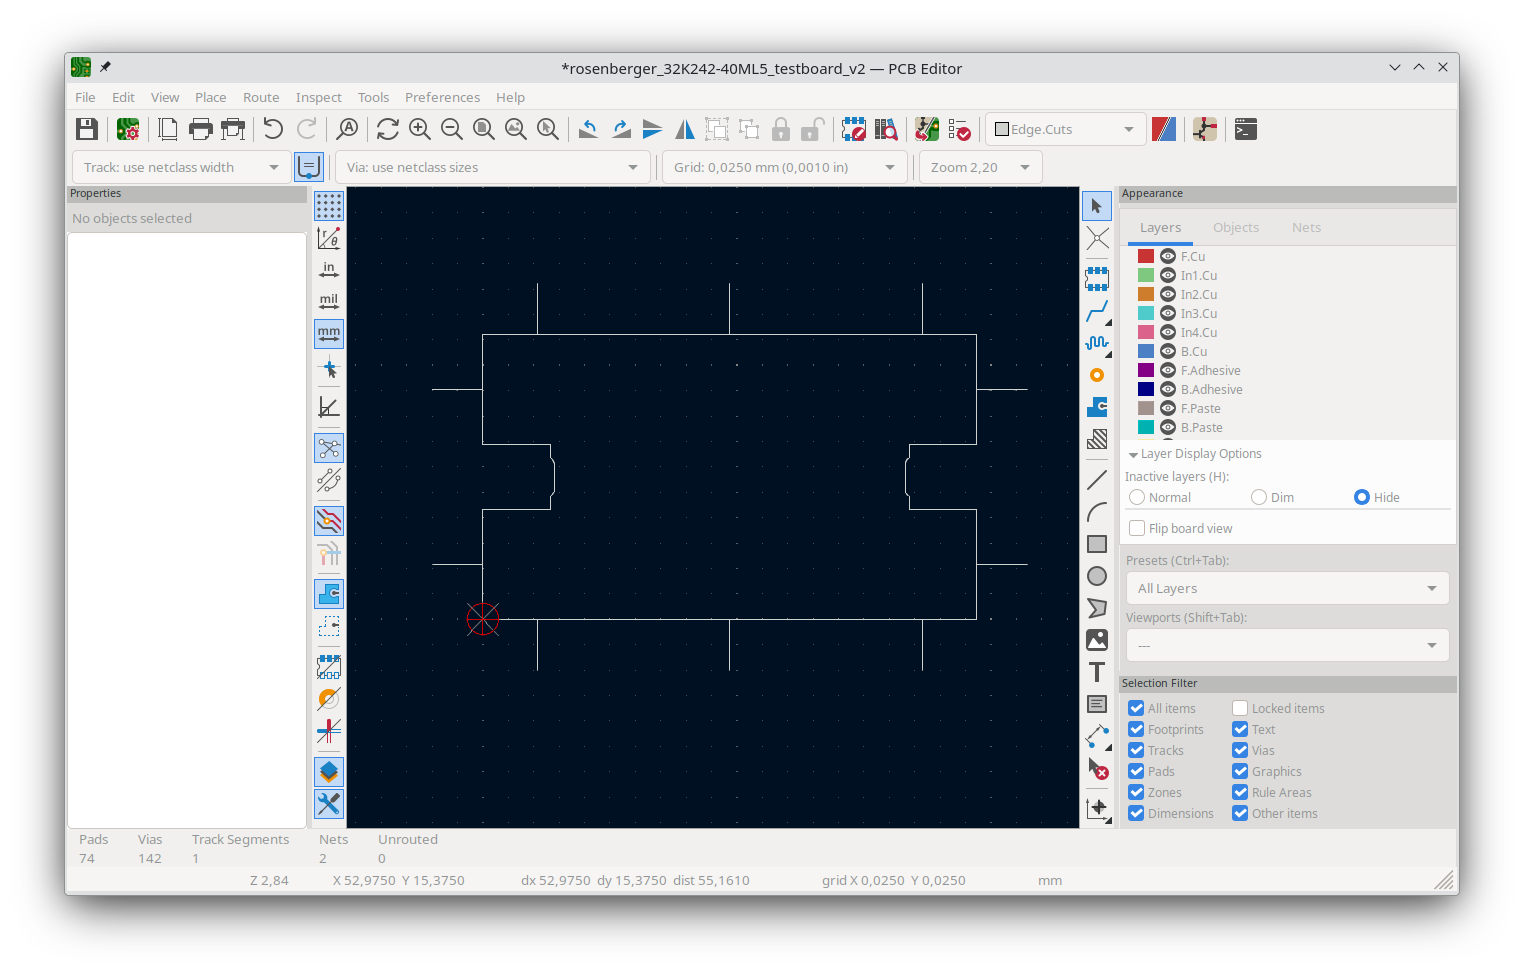 *rosenberger_32K242-40ML5_testboard_v2 — PCB Editor
File Edit View Place Route Inspect Tools Preferences Help
Edge.Cuts
Track: use netclass width
Via: use netclass sizes
Grid: 0,0250 mm (0,0010 in)
Zoom 2,20
Properties
No objects selected
r
θ
in
mil
mm
Appearance
Layers Objects Nets
F.Cu
In1.Cu
In2.Cu
In3.Cu
In4.Cu
B.Cu
F.Adhesive
B.Adhesive
F.Paste
B.Paste
Layer Display Options
Inactive layers (H):
Normal Dim Hide
Flip board view
Presets (Ctrl+Tab):
All Layers
Viewports (Shift+Tab):
---
Selection Filter
All items Locked items
Footprints Text
Tracks Vias
Pads Graphics
Zones Rule Areas
Dimensions Other items
Pads Vias Track Segments Nets Unrouted
74 142 1 2 0
Z 2,84 X 52,9750 Y 15,3750 dx 52,9750 dy 15,3750 dist 55,1610 grid X 0,0250 Y 0,0250 mm